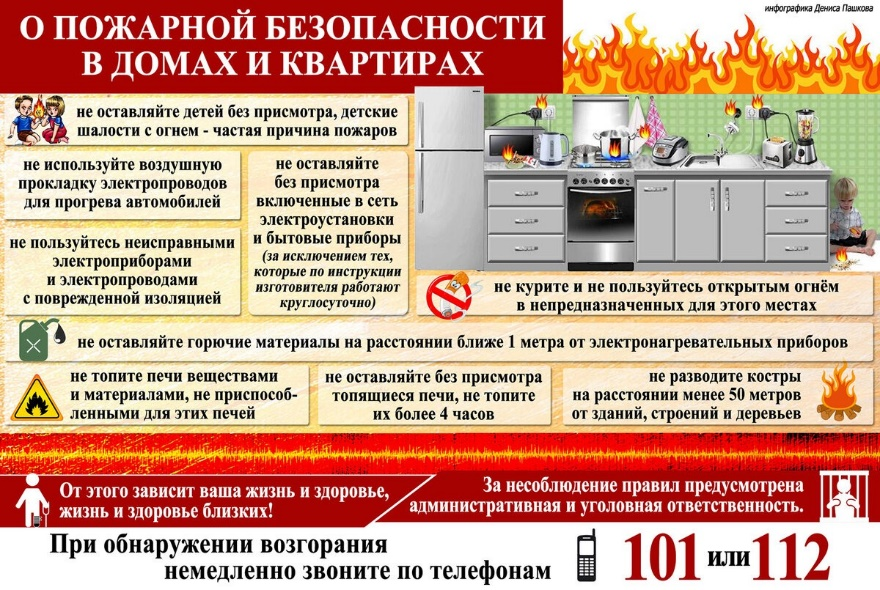 инфографика Дениса Пашкова
О ПОЖАРНОЙ БЕЗОПАСНОСТИ
В ДОМАХ И КВАРТИРАХ
не оставляйте детей без присмотра, детские
шалости с огнем - частая причина пожаров
не используйте воздушную
прокладку электропроводов
для прогрева автомобилей
не оставляйте
без присмотра
включенные в сеть
электроустановки
и бытовые приборы
(за исключением тех,
которые по инструкции
изготовителя работают
круглосуточно)
не пользуйтесь неисправными
электроприборами
и электропроводами
с поврежденной изоляцией
не курите и не пользуйтесь открытым огнём
в непредназначенных для этого местах
не оставляйте горючие материалы на расстоянии ближе 1 метра от электронагревательных приборов
не топите печи веществами
и материалами, не приспособ-
ленными для этих печей
не оставляйте без присмотра
топящиеся печи, не топите
их более 4 часов
не разводите костры
на расстоянии менее 50 метров
от зданий, строений и деревьев
От этого зависит ваша жизнь и здоровье,
жизнь и здоровье близких!
За несоблюдение правил предусмотрена
административная и уголовная ответственность.
При обнаружении возгорания
немедленно звоните по телефонам
101 или 112